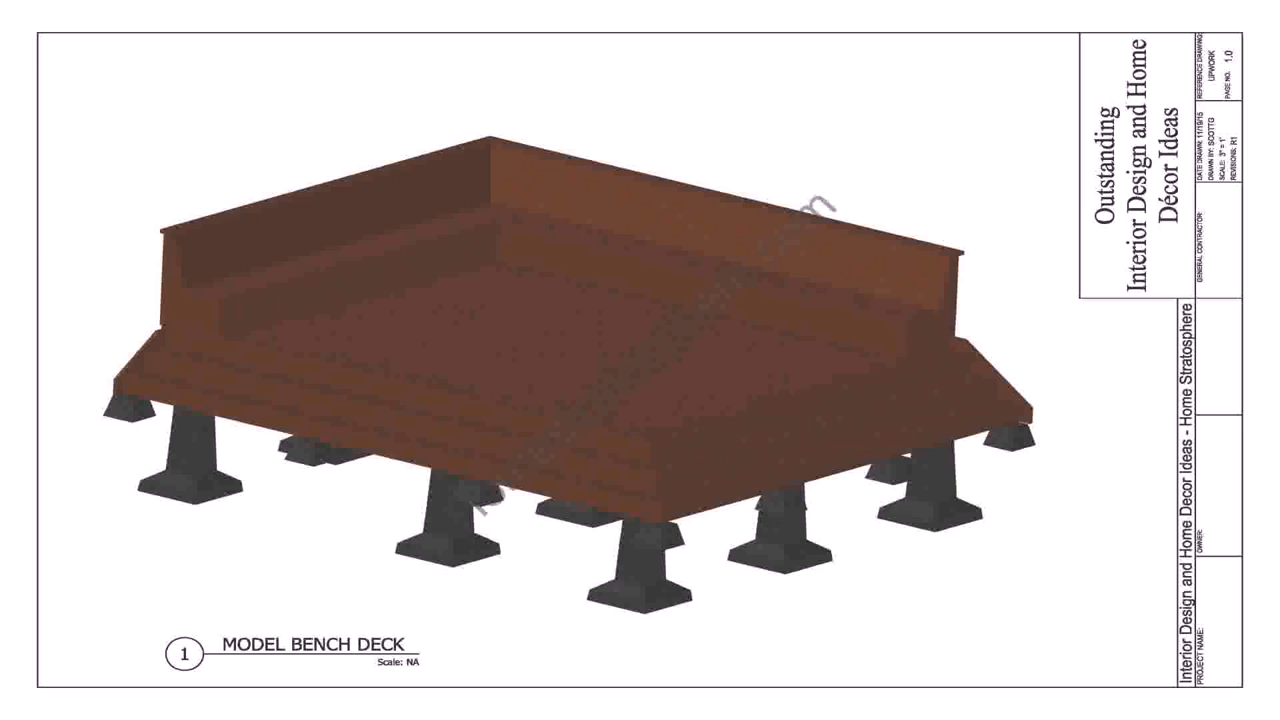 Outstanding
Interior Design and Home
Décor Ideas
REFERENCE DRAWING:
UPWORK
PAGE NO. 1.0
DATE DRAWN: 11/19/15
DRAWN BY: SCOTTG
SCALE: 3" = 1'
REVISIONS: R1
GENERAL CONTRACTOR:
OWNER:
PROJECT NAME:
Interior Design and Home Decor Ideas - Home Stratosphere
1
MODEL BENCH DECK
Scale: NA